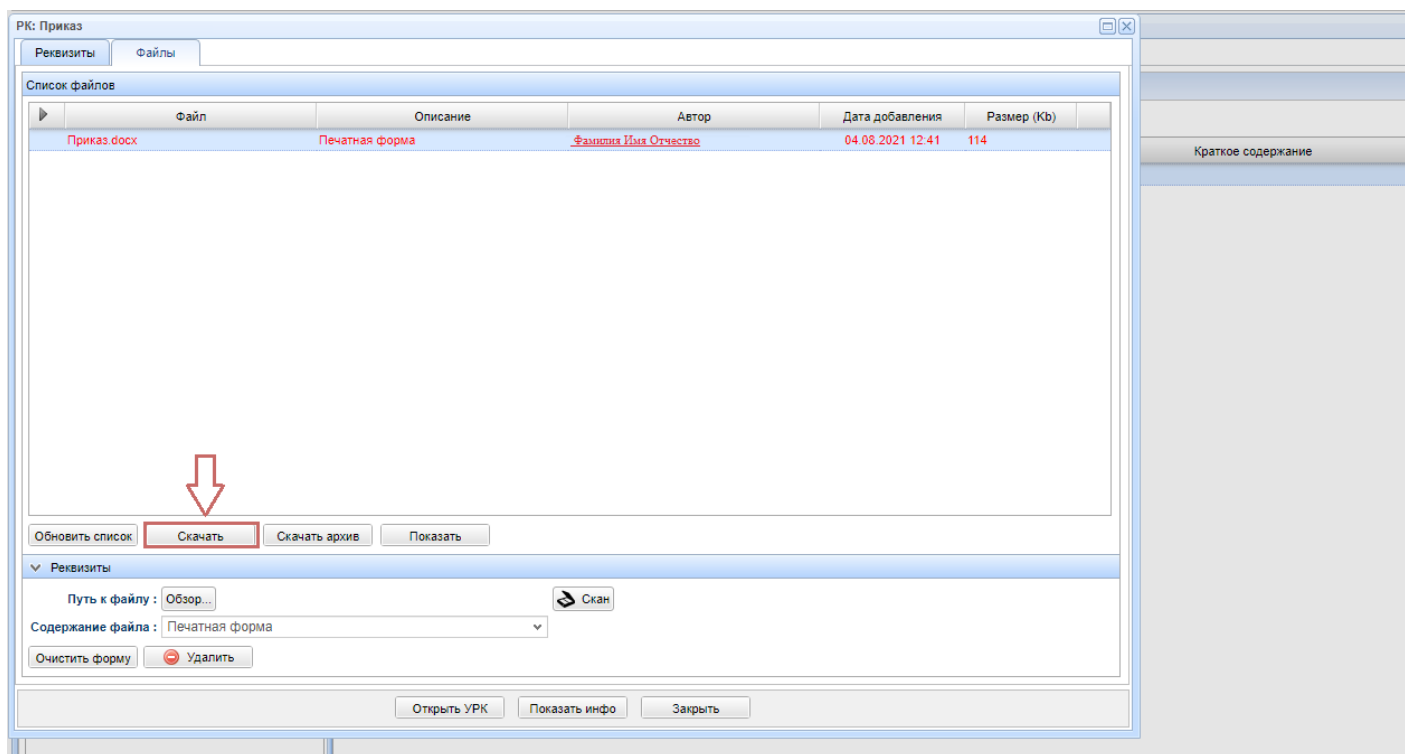 РК: Приказ
Реквизиты Файлы
Список файлов
Файл Описание Автор Дата добавления Размер (Kb)
Приказ.docx Печатная форма Фамилия Имя Отчество 04.08.2021 12:41 114
Краткое содержание
Обновить список Скачать Скачать архив Показать
Реквизиты
Путь к файлу : Обзор... Скан
Содержание файла : Печатная форма
Очистить форму Удалить
Открыть УРК Показать инфо Закрыть